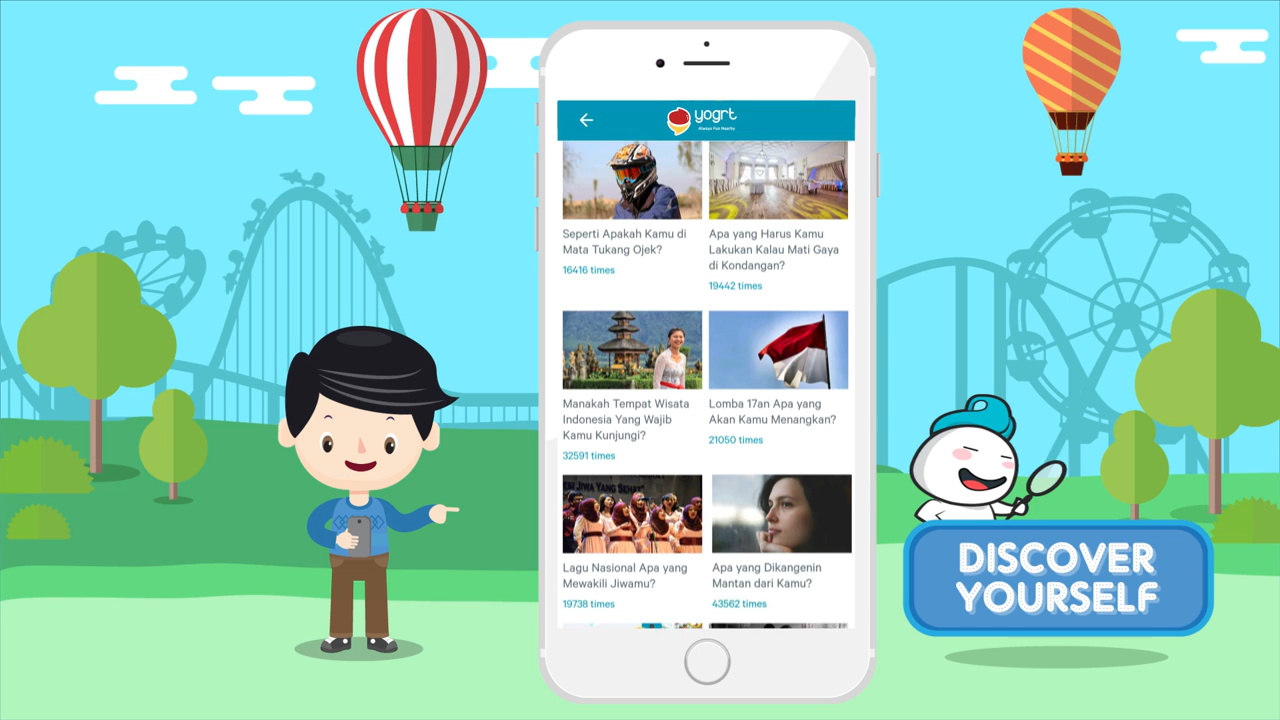 yogrt
Always Fun Nearby
Seperti Apakah Kamu di
Mata Tukang Ojek?
16416 times
Apa yang Harus Kamu
Lakukan Kalau Mati Gaya
di Kondangan?
19442 times
Manakah Tempat Wisata
Indonesia Yang Wajib
Kamu Kunjungi?
32591 times
Lomba 17an Apa yang
Akan Kamu Menangkan?
21050 times
JIWA YANG SEHAT
Lagu Nasional Apa yang
Mewakili Jiwamu?
19738 times
Apa yang Dikangenin
Mantan dari Kamu?
43562 times
DISCOVER
YOURSELF